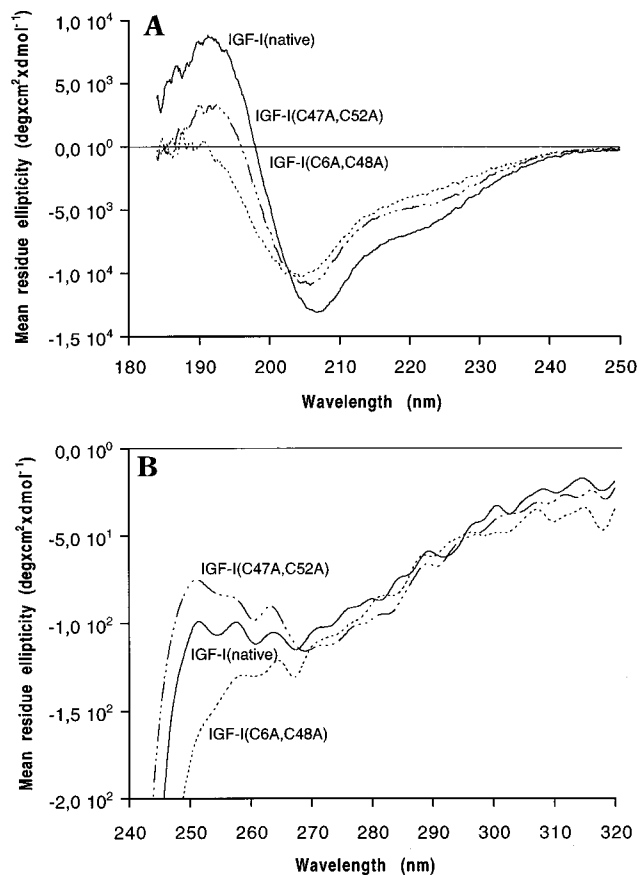 A
IGF-I(native)
IGF-I(C47A,C52A)
IGF-I(C6A,C48A)
Mean residue ellipticity (degxcm²xdmol⁻¹)
1,0 10⁴
5,0 10³
0,0 10⁰
-5,0 10³
-1,0 10⁴
-1,5 10⁴
180 190 200 210 220 230 240 250
Wavelength (nm)
B
IGF-I(C47A,C52A)
IGF-I(native)
IGF-I(C6A,C48A)
Mean residue ellipticity (degxcm²xdmol⁻¹)
0,0 10⁰
-5,0 10¹
-1,0 10²
-1,5 10²
-2,0 10²
240 250 260 270 280 290 300 310 320
Wavelength (nm)